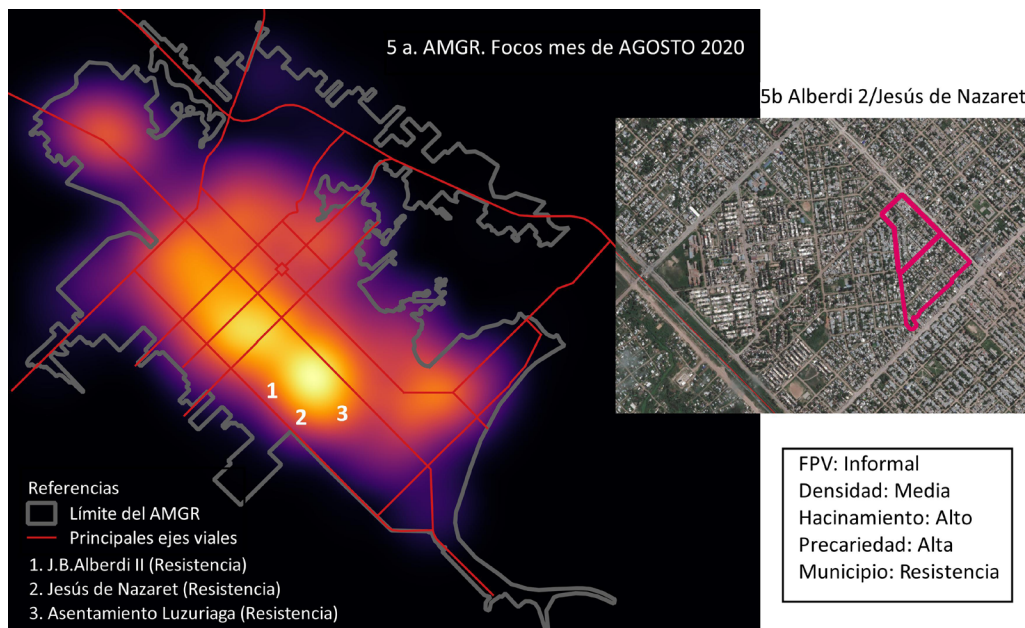 5 a. AMGR. Focos mes de AGOSTO 2020
5b Alberdi 2/Jesús de Nazaret
1
2
3
Referencias
Límite del AMGR
Principales ejes viales
1. J.B.Alberdi II (Resistencia)
2. Jesús de Nazaret (Resistencia)
3. Asentamiento Luzuriaga (Resistencia)
FPV: Informal
Densidad: Media
Hacinamiento: Alto
Precariedad: Alta
Municipio: Resistencia